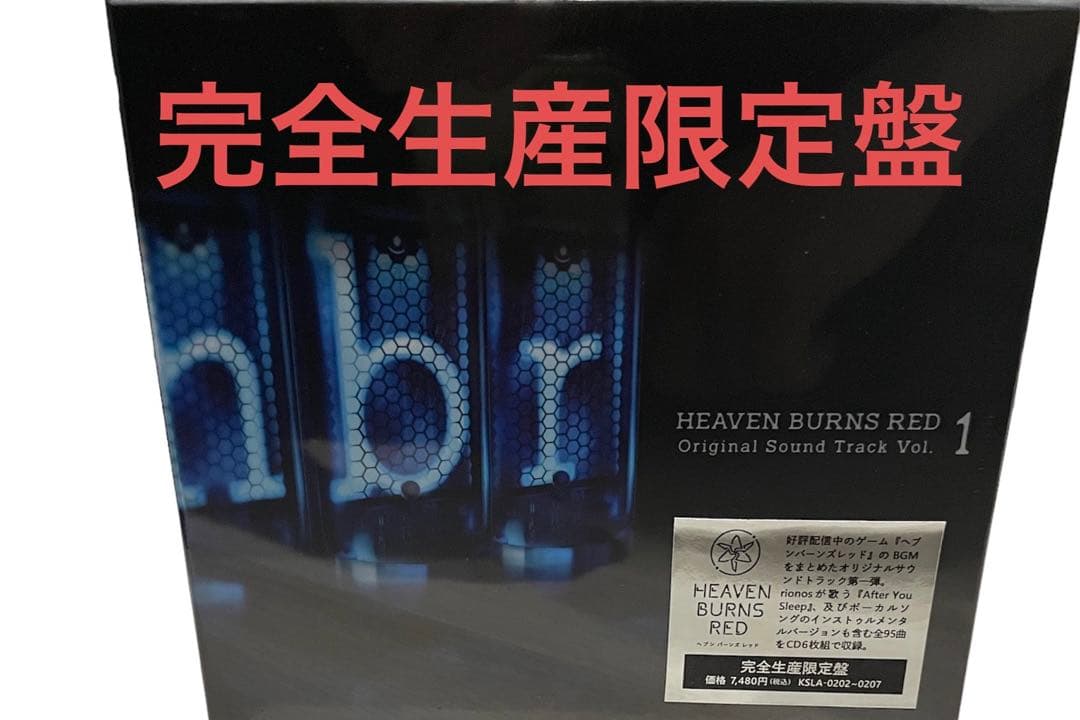 完全生産限定盤
hbr
HEAVEN BURNS RED
Original Sound Track Vol. 1
HEAVEN
BURNS
RED
ヘブンバーンズレッド
好評配信中のゲーム『ヘブ
ンバーンズレッド』のBGM
をまとめたオリジナルサウ
ンドトラック第一弾。
rionosが歌う『After You
Sleep』、及びボーカルソ
ングのインストゥルメンタ
ルバージョンも含む全95曲
をCD6枚組で収録。
完全生産限定盤
価格 7,480円(税込) KSLA-0202~0207